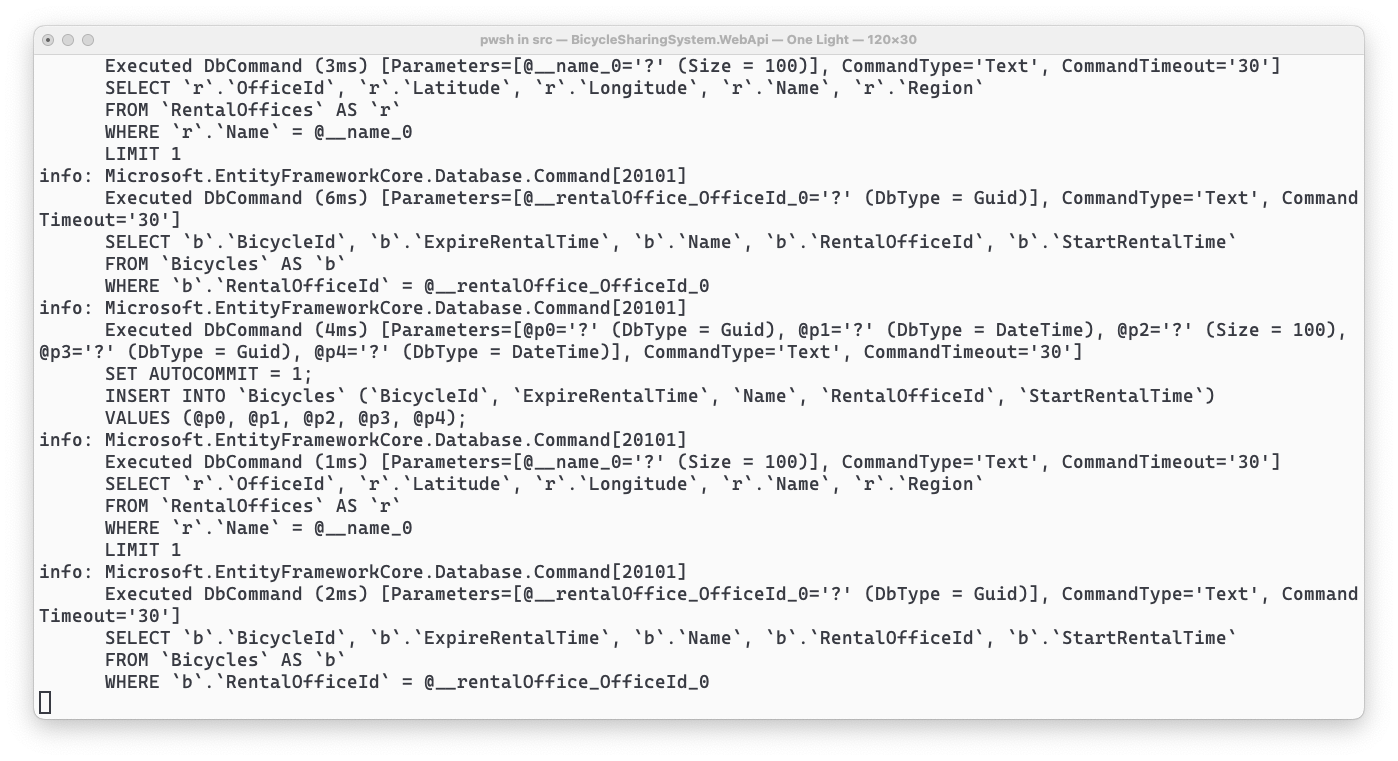 pwsh in src — BicycleSharingSystem.WebApi — One Light — 120×30
Executed DbCommand (3ms) [Parameters=[@__name_0='?' (Size = 100)], CommandType='Text', CommandTimeout='30']
SELECT `r`.`OfficeId`, `r`.`Latitude`, `r`.`Longitude`, `r`.`Name`, `r`.`Region`
FROM `RentalOffices` AS `r`
WHERE `r`.`Name` = @__name_0
LIMIT 1
info: Microsoft.EntityFrameworkCore.Database.Command[20101]
Executed DbCommand (6ms) [Parameters=[@__rentalOffice_OfficeId_0='?' (DbType = Guid)], CommandType='Text', Command
Timeout='30']
SELECT `b`.`BicycleId`, `b`.`ExpireRentalTime`, `b`.`Name`, `b`.`RentalOfficeId`, `b`.`StartRentalTime`
FROM `Bicycles` AS `b`
WHERE `b`.`RentalOfficeId` = @__rentalOffice_OfficeId_0
info: Microsoft.EntityFrameworkCore.Database.Command[20101]
Executed DbCommand (4ms) [Parameters=[@p0='?' (DbType = Guid), @p1='?' (DbType = DateTime), @p2='?' (Size = 100),
@p3='?' (DbType = Guid), @p4='?' (DbType = DateTime)], CommandType='Text', CommandTimeout='30']
SET AUTOCOMMIT = 1;
INSERT INTO `Bicycles` (`BicycleId`, `ExpireRentalTime`, `Name`, `RentalOfficeId`, `StartRentalTime`)
VALUES (@p0, @p1, @p2, @p3, @p4);
info: Microsoft.EntityFrameworkCore.Database.Command[20101]
Executed DbCommand (1ms) [Parameters=[@__name_0='?' (Size = 100)], CommandType='Text', CommandTimeout='30']
SELECT `r`.`OfficeId`, `r`.`Latitude`, `r`.`Longitude`, `r`.`Name`, `r`.`Region`
FROM `RentalOffices` AS `r`
WHERE `r`.`Name` = @__name_0
LIMIT 1
info: Microsoft.EntityFrameworkCore.Database.Command[20101]
Executed DbCommand (2ms) [Parameters=[@__rentalOffice_OfficeId_0='?' (DbType = Guid)], CommandType='Text', Command
Timeout='30']
SELECT `b`.`BicycleId`, `b`.`ExpireRentalTime`, `b`.`Name`, `b`.`RentalOfficeId`, `b`.`StartRentalTime`
FROM `Bicycles` AS `b`
WHERE `b`.`RentalOfficeId` = @__rentalOffice_OfficeId_0